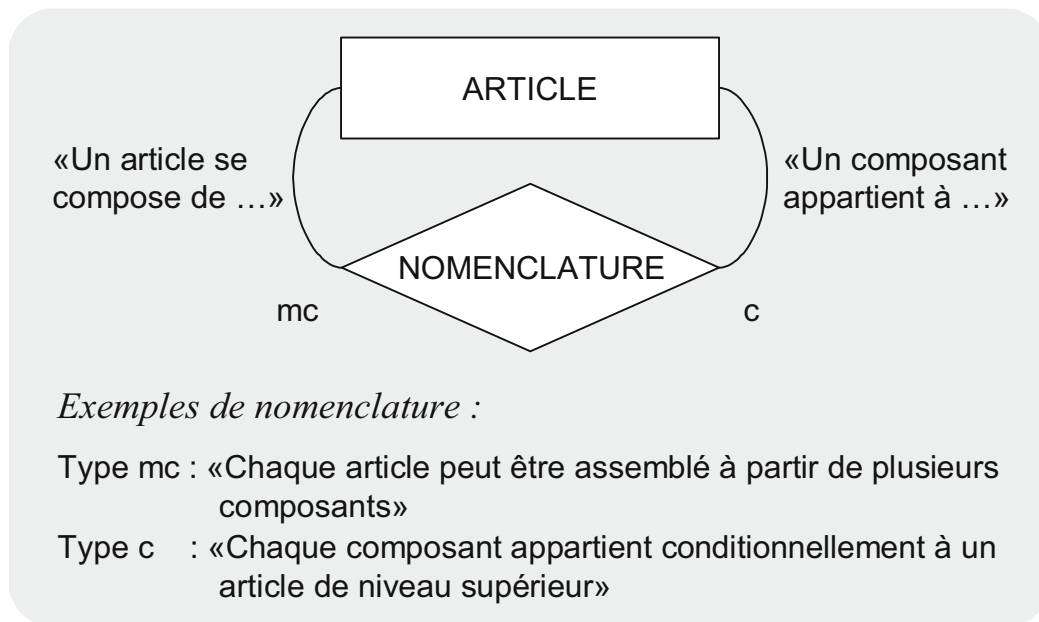 ARTICLE
«Un article se
compose de …»
«Un composant
appartient à …»
NOMENCLATURE
mc
c
Exemples de nomenclature :
Type mc : «Chaque article peut être assemblé à partir de plusieurs
composants»
Type c : «Chaque composant appartient conditionnellement à un
article de niveau supérieur»